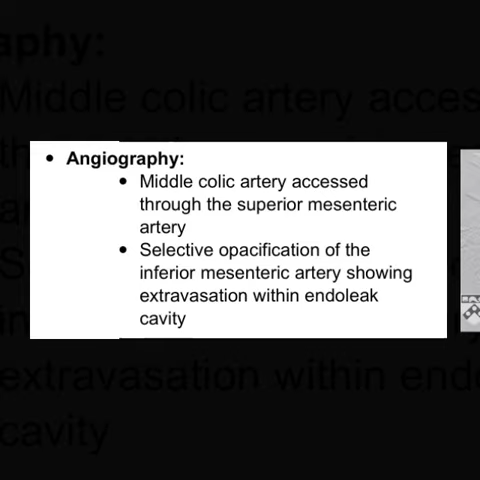 • Angiography:
• Middle colic artery accessed
through the superior mesenteric
artery
• Selective opacification of the
inferior mesenteric artery showing
extravasation within endoleak
cavity